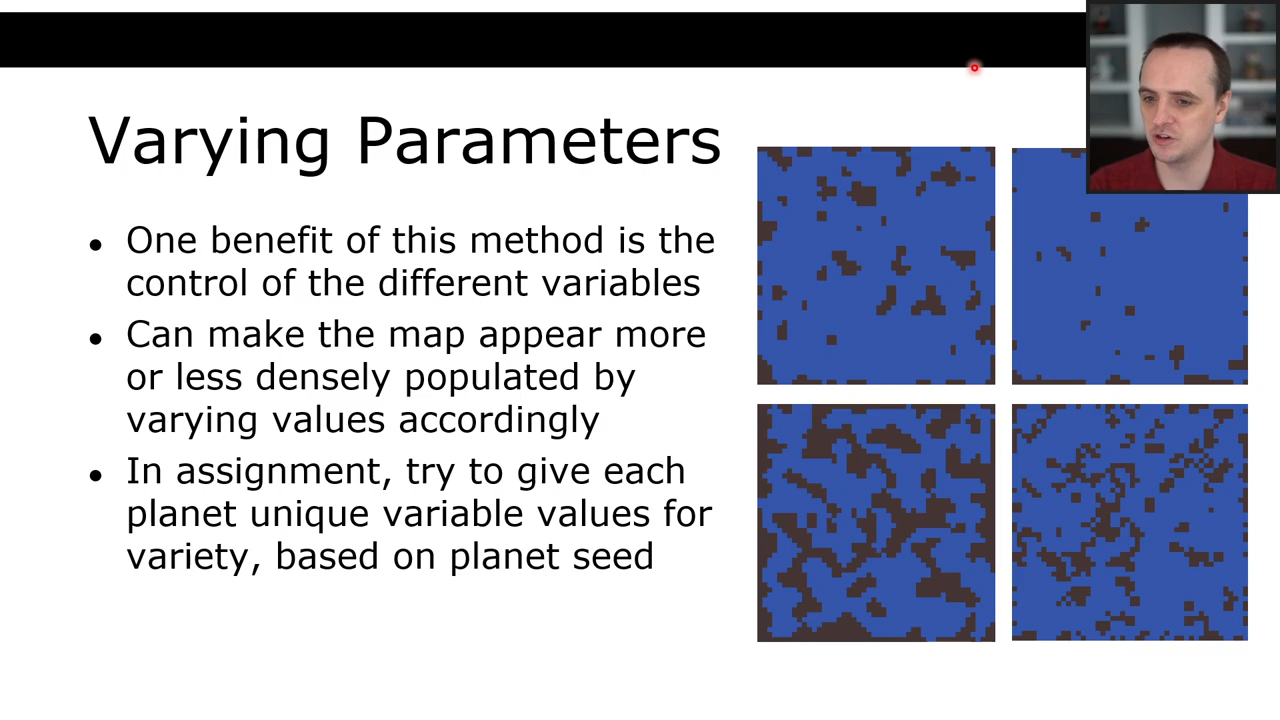 Varying Parameters
• One benefit of this method is the
control of the different variables
• Can make the map appear more
or less densely populated by
varying values accordingly
• In assignment, try to give each
planet unique variable values for
variety, based on planet seed